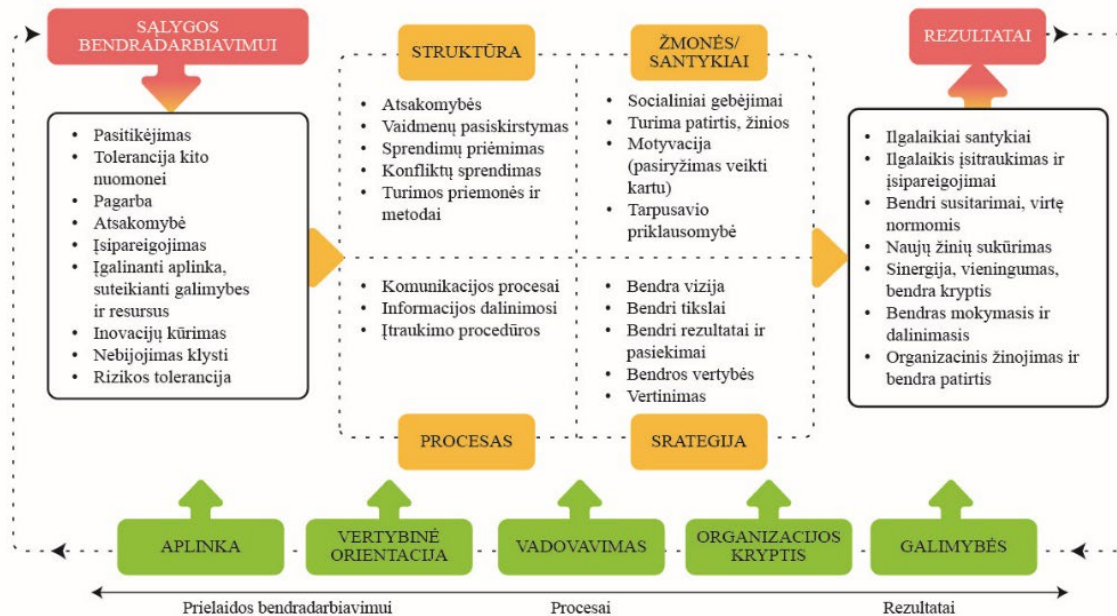 SĄLYGOS
BENDRADARBIAVIMUI
• Pasitikėjimas
• Tolerancija kito
nuomonei
• Pagarba
• Atsakomybė
• Įsipareigojimas
• Įgalinanti aplinka,
suteikianti galimybes
ir resursus
• Inovacijų kūrimas
• Nebijojimas klysti
• Rizikos tolerancija
STRUKTŪRA
• Atsakomybės
• Vaidmenų pasiskirstymas
• Sprendimų priėmimas
• Konfliktų sprendimas
• Turimos priemonės ir
metodai
ŽMONĖS/
SANTYKIAI
• Socialiniai gebėjimai
• Turima patirtis, žinios
• Motyvacija
(pasiryžimas veikti
kartu)
• Tarpusavio
priklausomybė
• Komunikacijos procesai
• Informacijos dalinimosi
• Įtraukimo procedūros
PROCESAS
• Bendra vizija
• Bendri tikslai
• Bendri rezultatai ir
pasiekimai
• Bendros vertybės
• Vertinimas
SRATEGIJA
REZULTATAI
• Ilgalaikiai santykiai
• Ilgalaikis įsitraukimas ir
įsipareigojimai
• Bendri susitarimai, virtę
normomis
• Naujų žinių sukūrimas
• Sinergija, vieningumas,
bendra kryptis
• Bendras mokymasis ir
dalinimasis
• Organizacinis žinojimas ir
bendra patirtis
APLINKA
VERTYBINĖ
ORIENTACIJA
VADOVAVIMAS
ORGANIZACIJOS
KRYPTIS
GALIMYBĖS
Prielaidos bendradarbiavimui
Procesai
Rezultatai